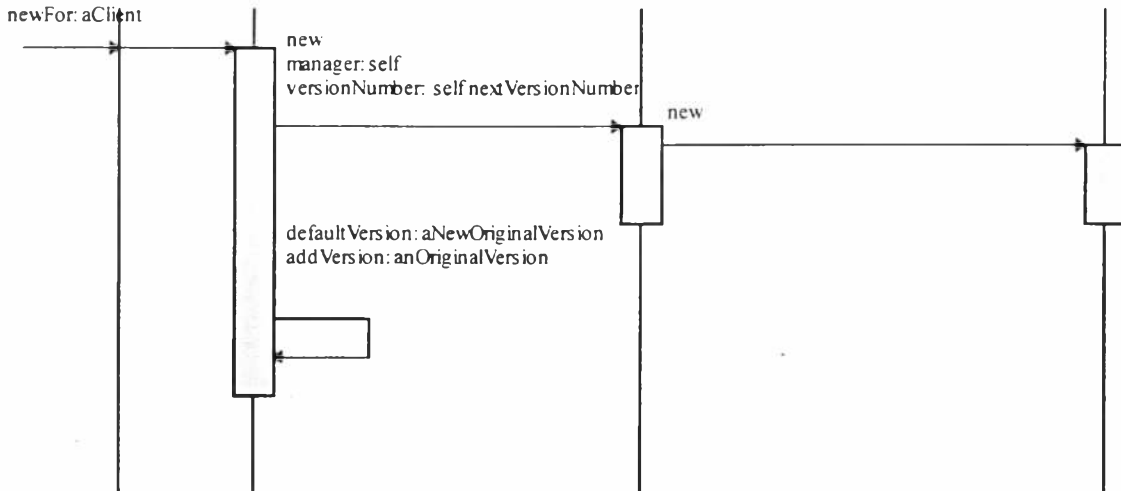 newFor: aClient
new
manager: self
versionNumber: self nextVersionNumber
new
defaultVersion: aNewOriginalVersion
addVersion: anOriginalVersion